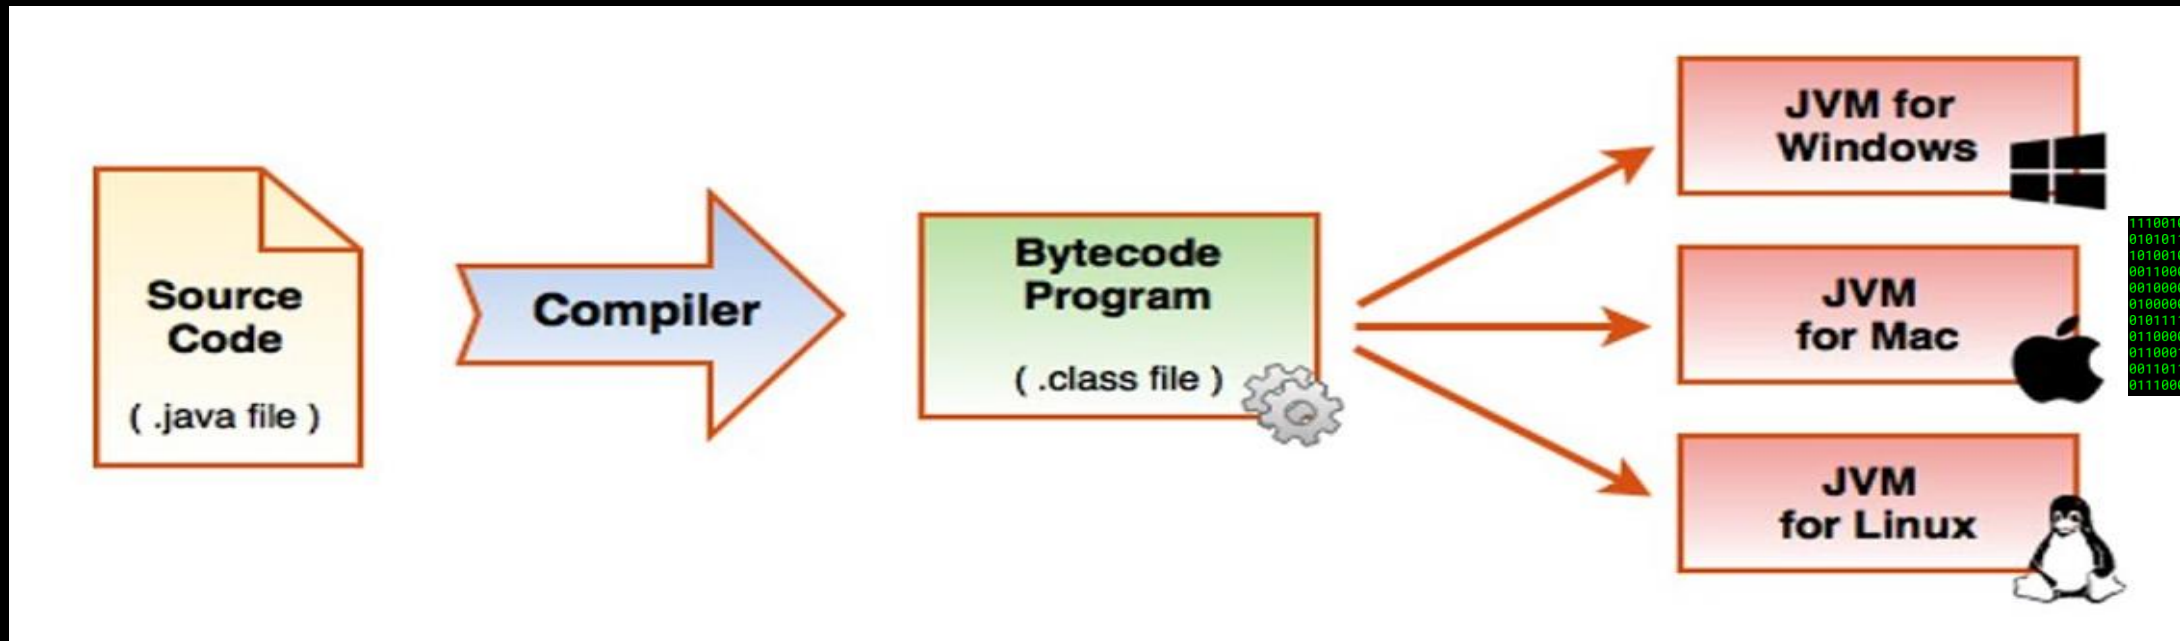 Source
Code
( .java file )
Compiler
Bytecode
Program
( .class file )
JVM for
Windows
JVM
for Mac
JVM
for Linux